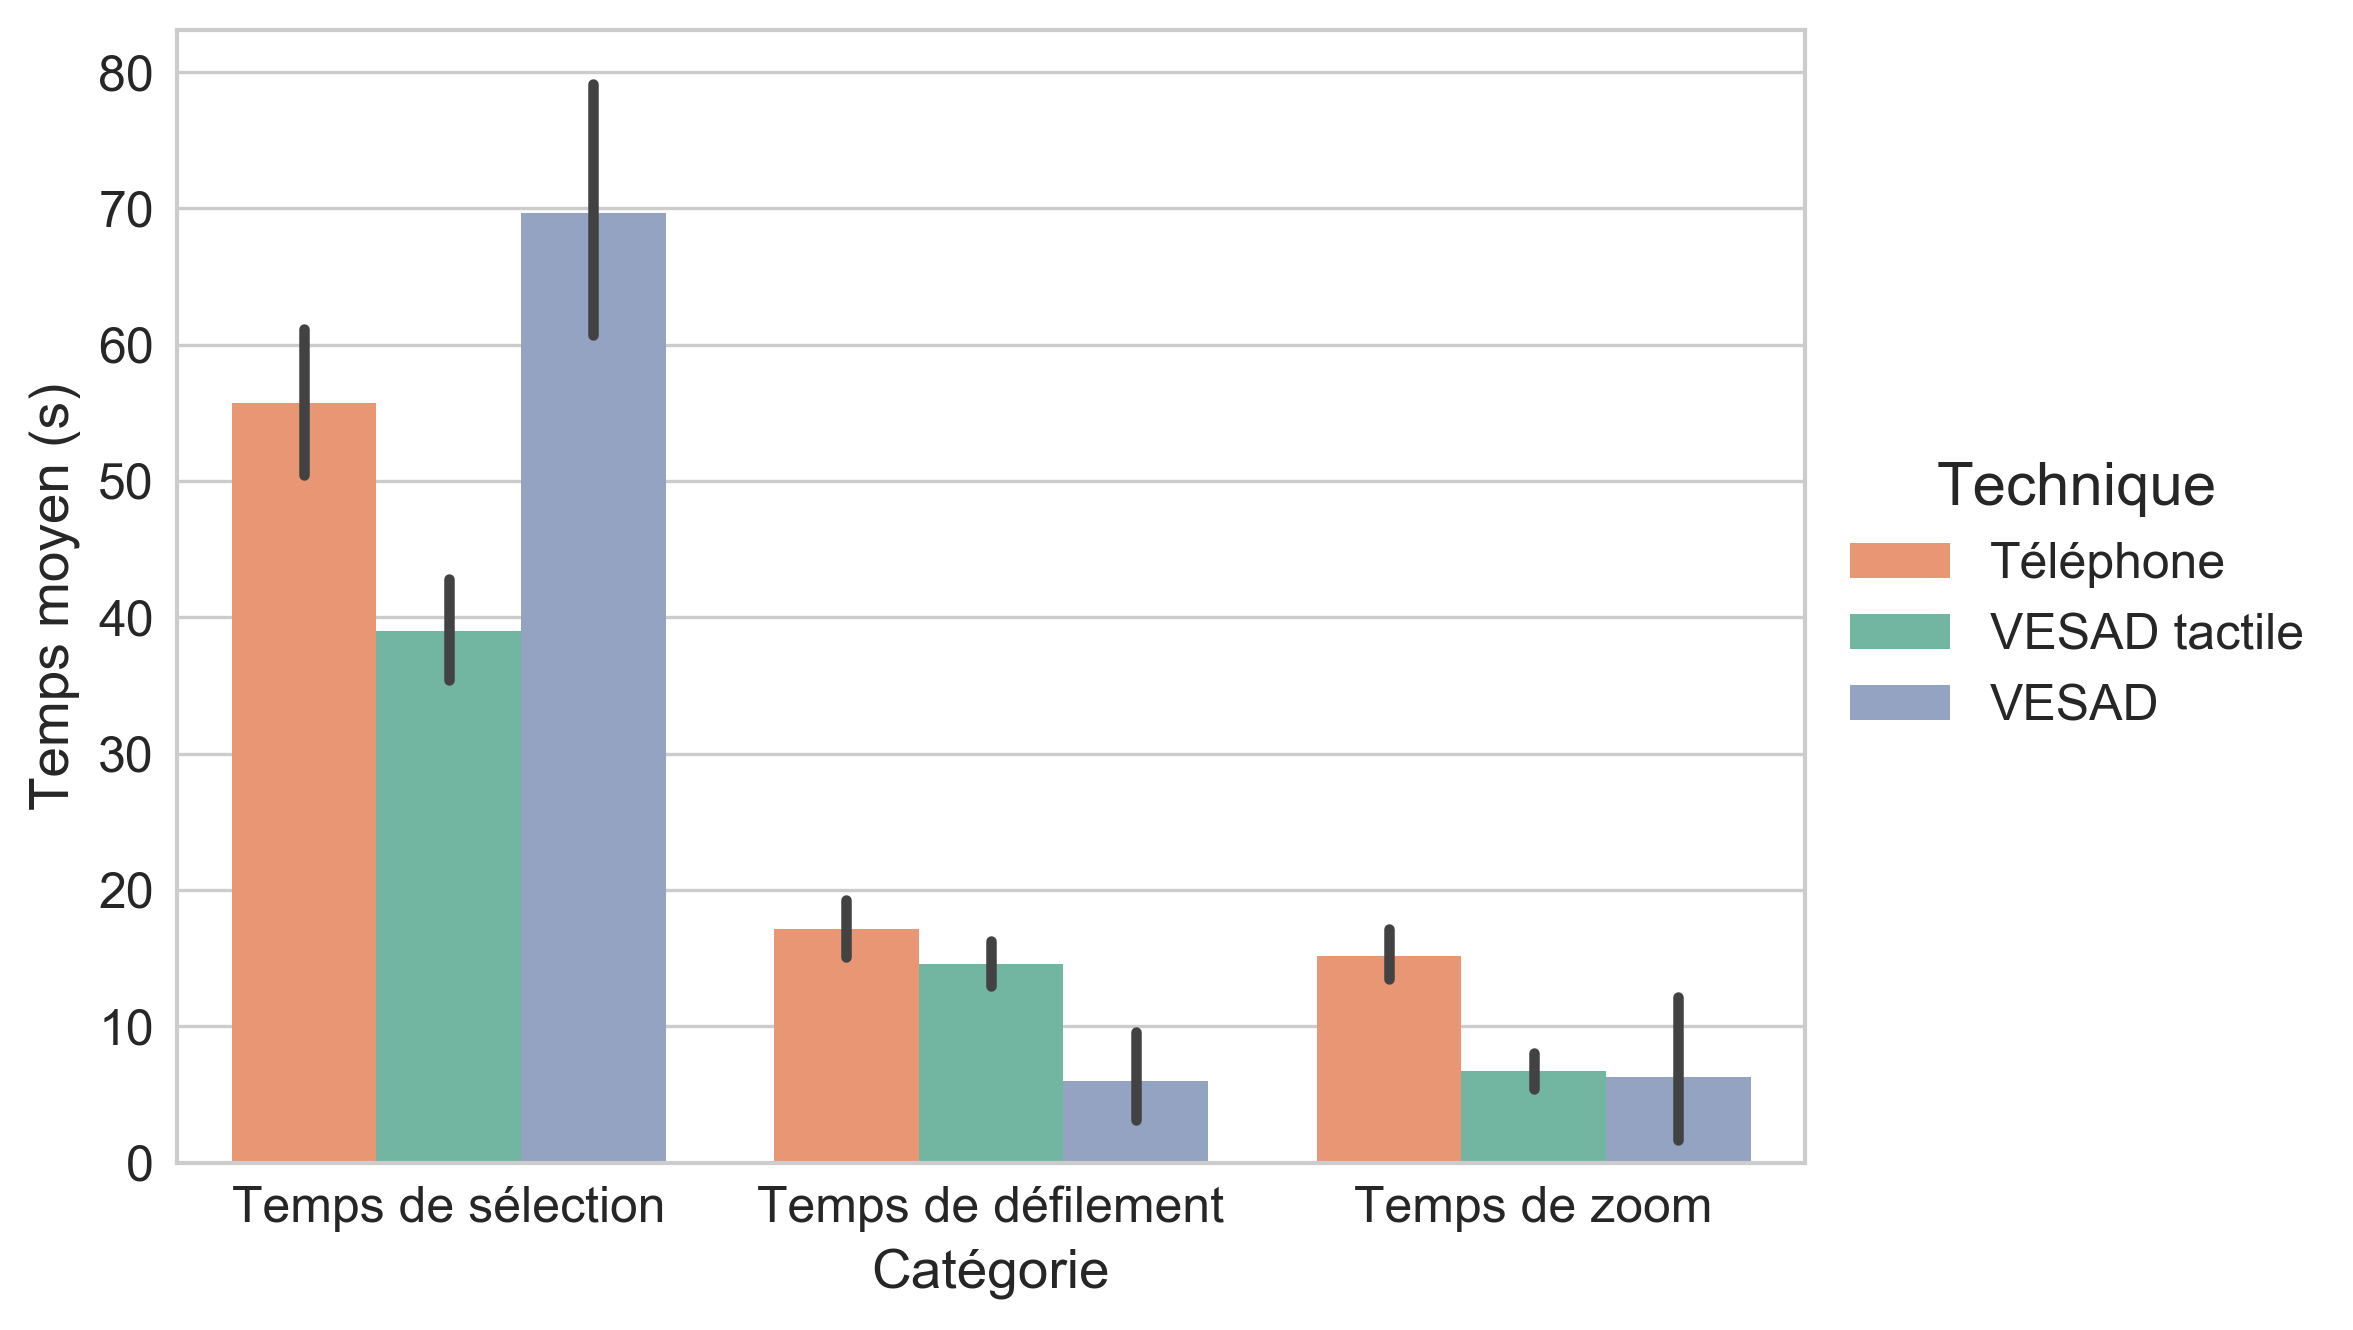 80
70
60
50
40
30
20
10
0
Temps moyen (s)
Temps de sélection
Temps de défilement
Temps de zoom
Catégorie
Technique
Téléphone
VESAD tactile
VESAD